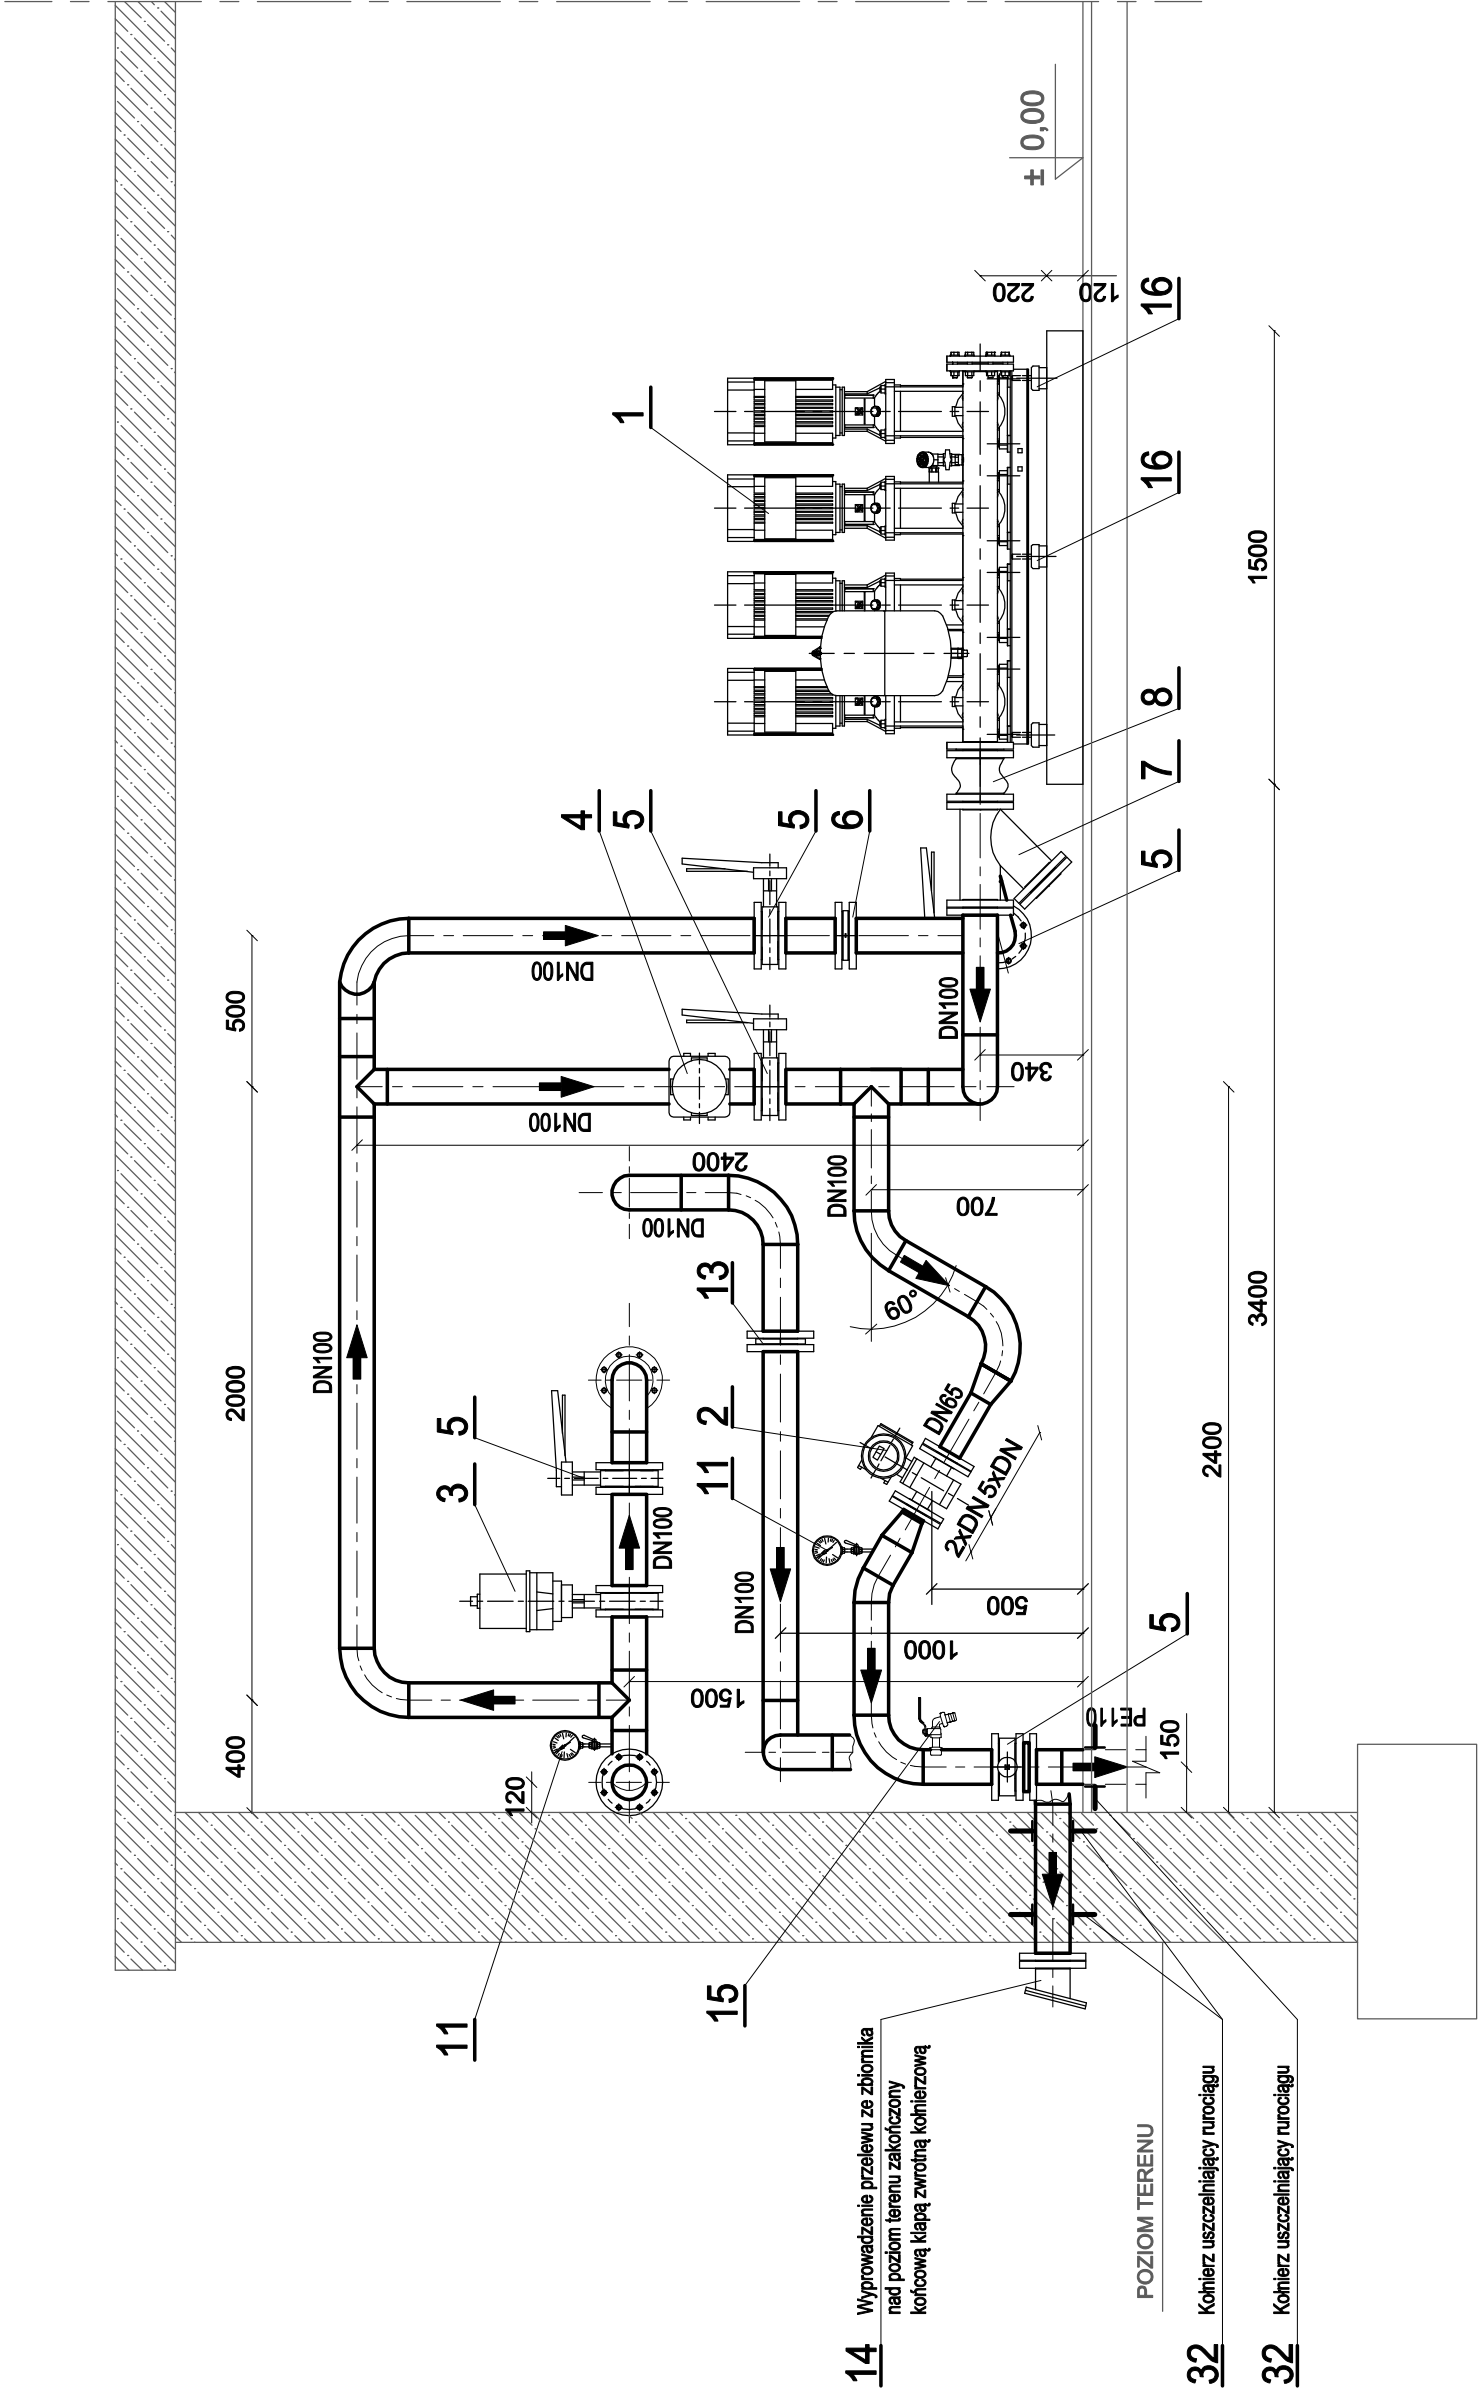 ± 0,00
220
120
16
1
16
1500
8
7
4
5
5
6
5
500
DN100
DN100
340
DN100
2400
DN100
700
DN100
13
60°
3400
DN100
2000
5
2
DN65
2400
3
11
5xDN
2xDN
DN100
DN100
500
5
1000
1500
PE110
150
400
120
11
15
14
Wyprowadzenie przelewu ze zbiornika
nad poziom terenu zakończony
końcową klapą zwrotną kołnierzową
POZIOM TERENU
32
Kołnierz uszczelniający rurociągu
32
Kołnierz uszczelniający rurociągu